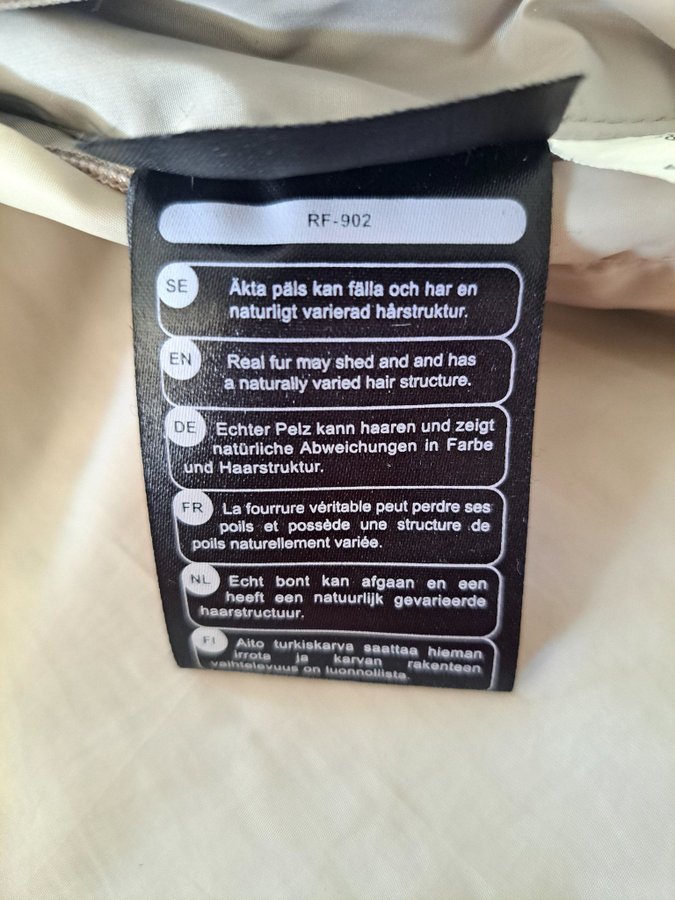 RF-902
SE
Äkta päls kan fälla och har en
naturligt varierad hårstruktur.
EN
Real fur may shed and and has
a naturally varied hair structure.
DE
Echter Pelz kann haaren und zeigt
natürliche Abweichungen in Farbe
und Haarstruktur.
FR
La fourrure véritable peut perdre ses
poils et possède une structure de
poils naturellement variée.
NL
Echt bont kan afgaan en een
heeft een natuurlijk gevarieerde
haarstructuur.
FI
Aito turkiskarva saattaa hieman
irrota ja karvan rakenteen
vaihtelevuus on luonnollista.